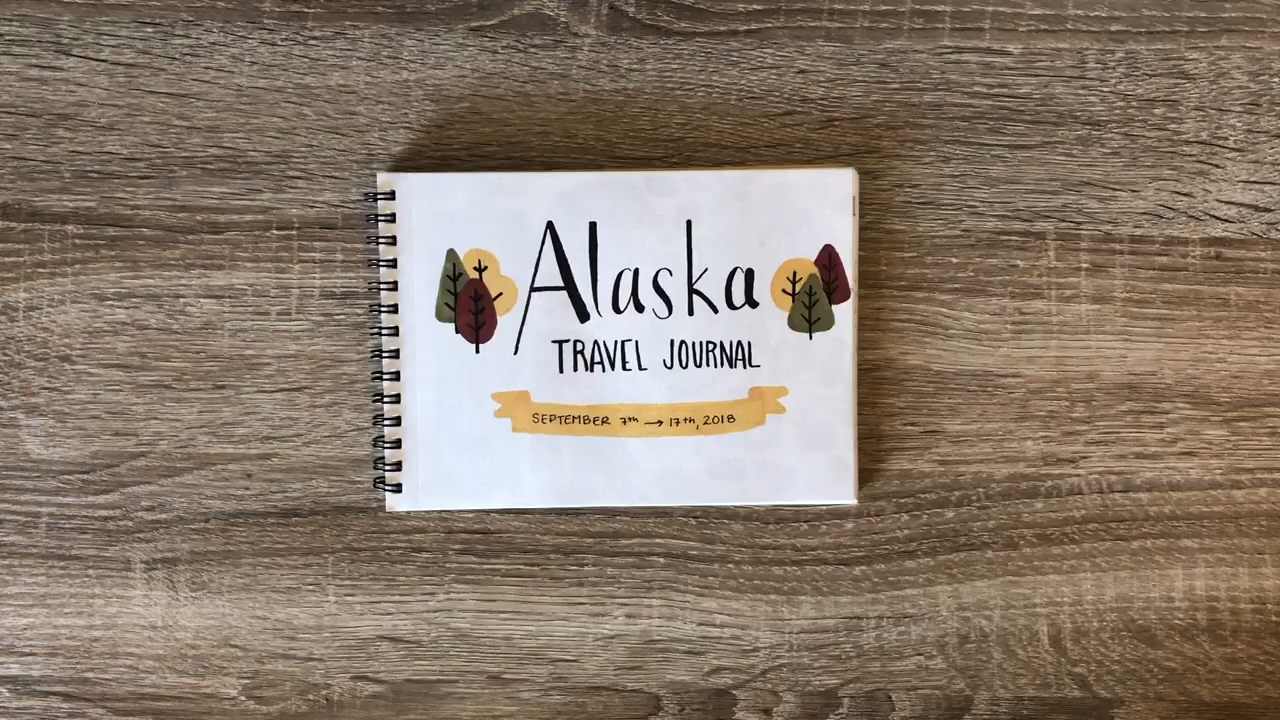 Alaska
TRAVEL JOURNAL
SEPTEMBER 7th → 17th, 2018